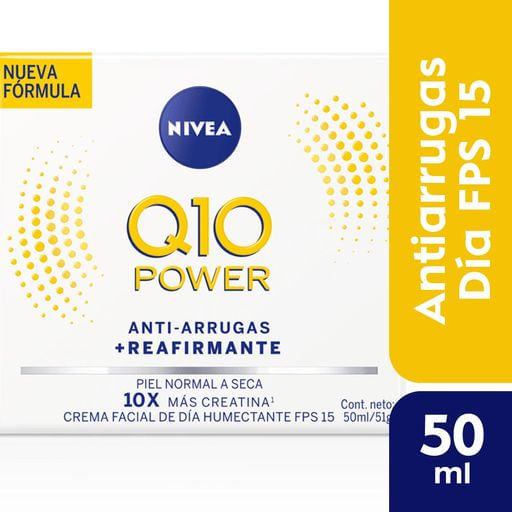 NUEVA
FÓRMULA
NIVEA
Q10
POWER
ANTI-ARRUGAS
+REAFIRMANTE
PIEL NORMAL A SECA
10X MÁS CREATINA¹
CREMA FACIAL DE DÍA HUMECTANTE FPS 15
Cont. neto:
50ml/51g
Antiarrugas
Día FPS 15
50
ml